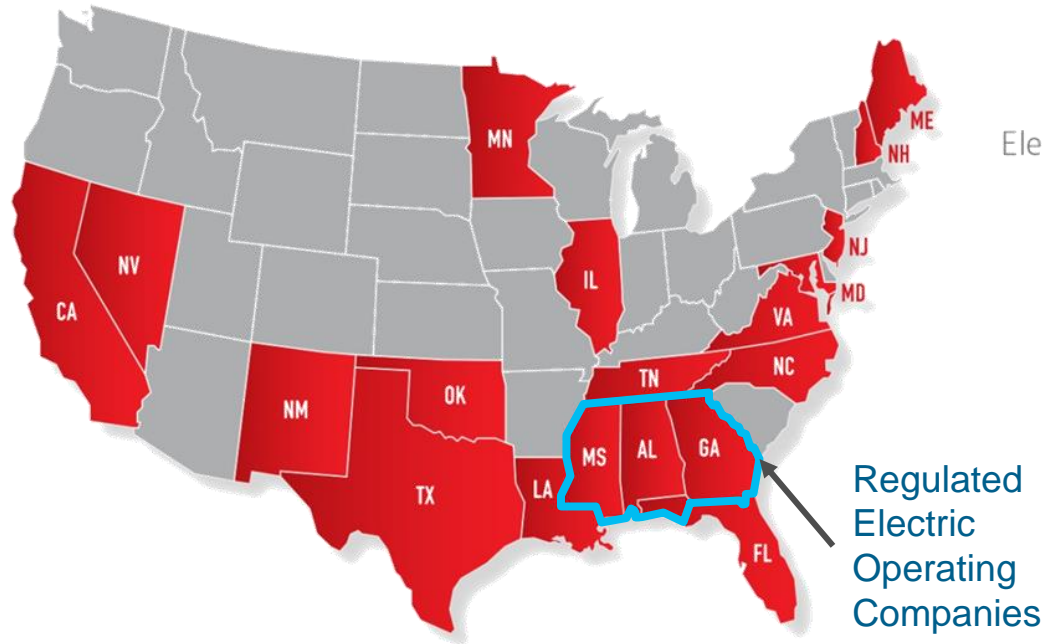 MN
ME
NH
Ele
NV
IL
NJ
MD
CA
VA
TN
NC
OK
NM
MS
AL
GA
TX
LA
FL
Regulated
Electric
Operating
Companies